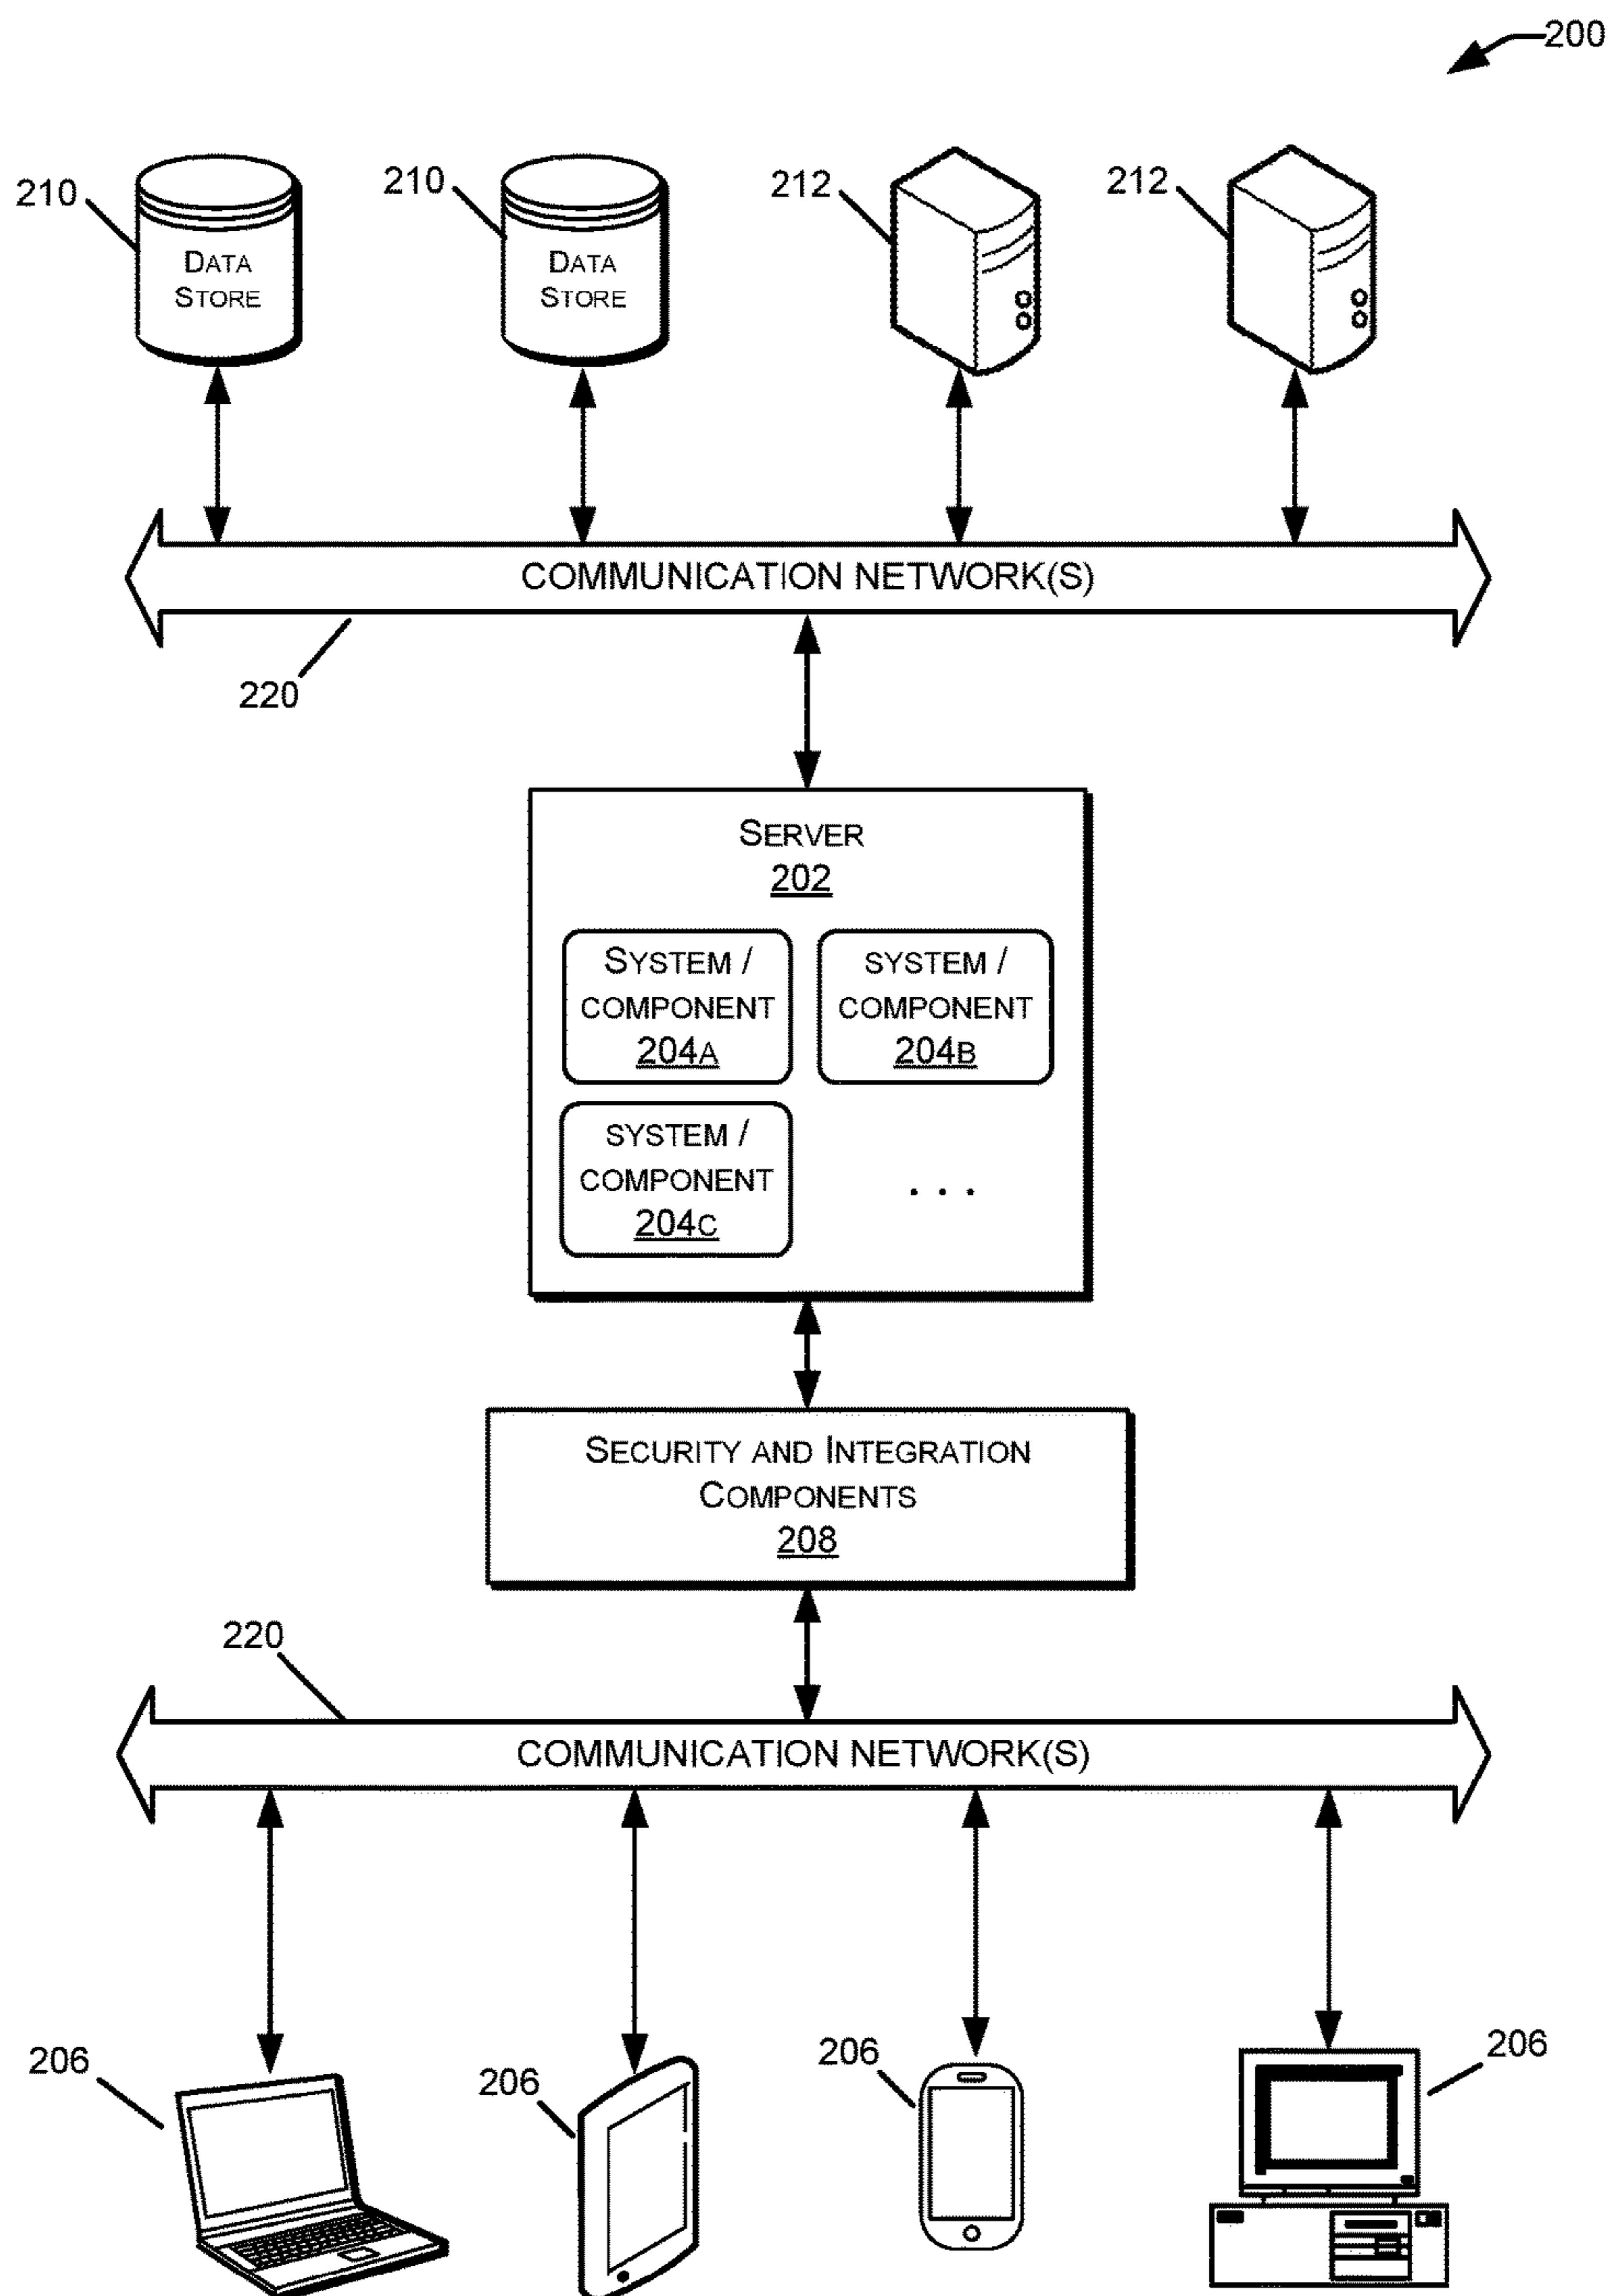 200
210
210
212
212
DATA
STORE
DATA
STORE
COMMUNICATION NETWORK(S)
220
SERVER
202
SYSTEM /
COMPONENT
204A
SYSTEM /
COMPONENT
204B
SYSTEM /
COMPONENT
204C
. . .
SECURITY AND INTEGRATION
COMPONENTS
208
220
COMMUNICATION NETWORK(S)
206
206
206
206